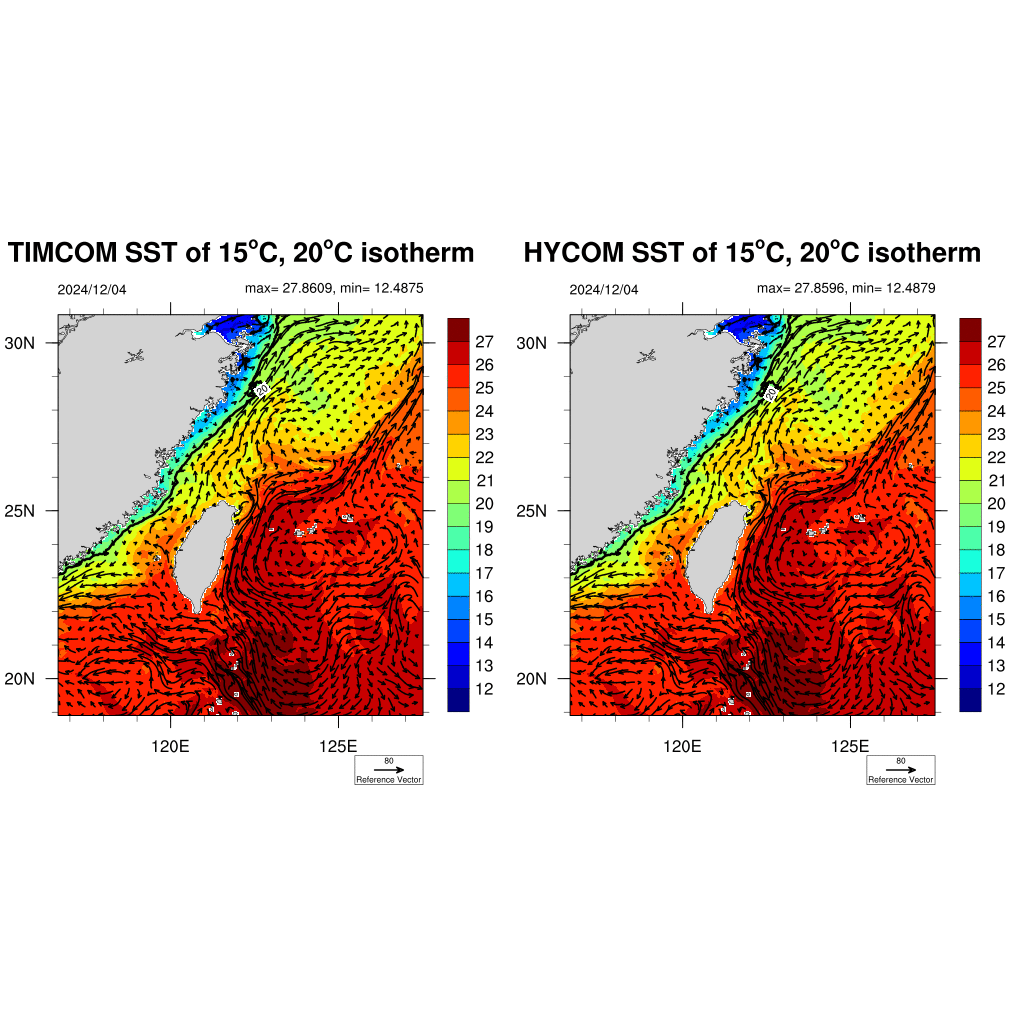 TIMCOM SST of 15°C, 20°C isotherm
2024/12/04
max= 27.8609, min= 12.4875
30N
25N
20N
120E
125E
20
27
26
25
24
23
22
21
20
19
18
17
16
15
14
13
12
80
Reference Vector
HYCOM SST of 15°C, 20°C isotherm
2024/12/04
max= 27.8596, min= 12.4879
30N
25N
20N
120E
125E
20
27
26
25
24
23
22
21
20
19
18
17
16
15
14
13
12
80
Reference Vector